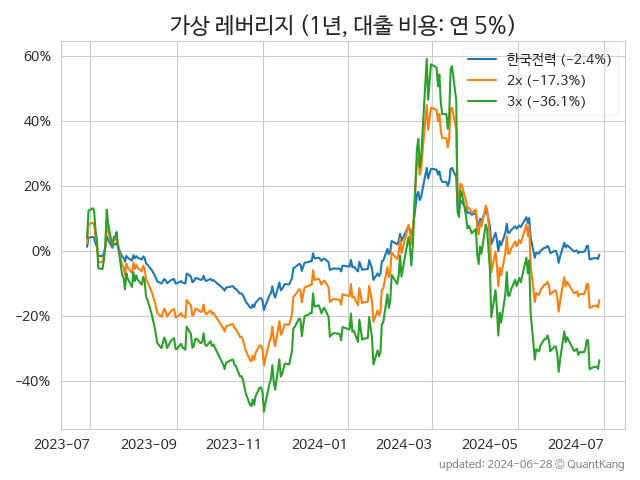 가상 레버리지 (1년, 대출 비용: 연 5%)
한국전력 (−2.4%)
2x (−17.3%)
3x (−36.1%)
60%
40%
20%
0%
−20%
−40%
2023-07 2023-09 2023-11 2024-01 2024-03 2024-05 2024-07
updated: 2024-06-28 © QuantKang